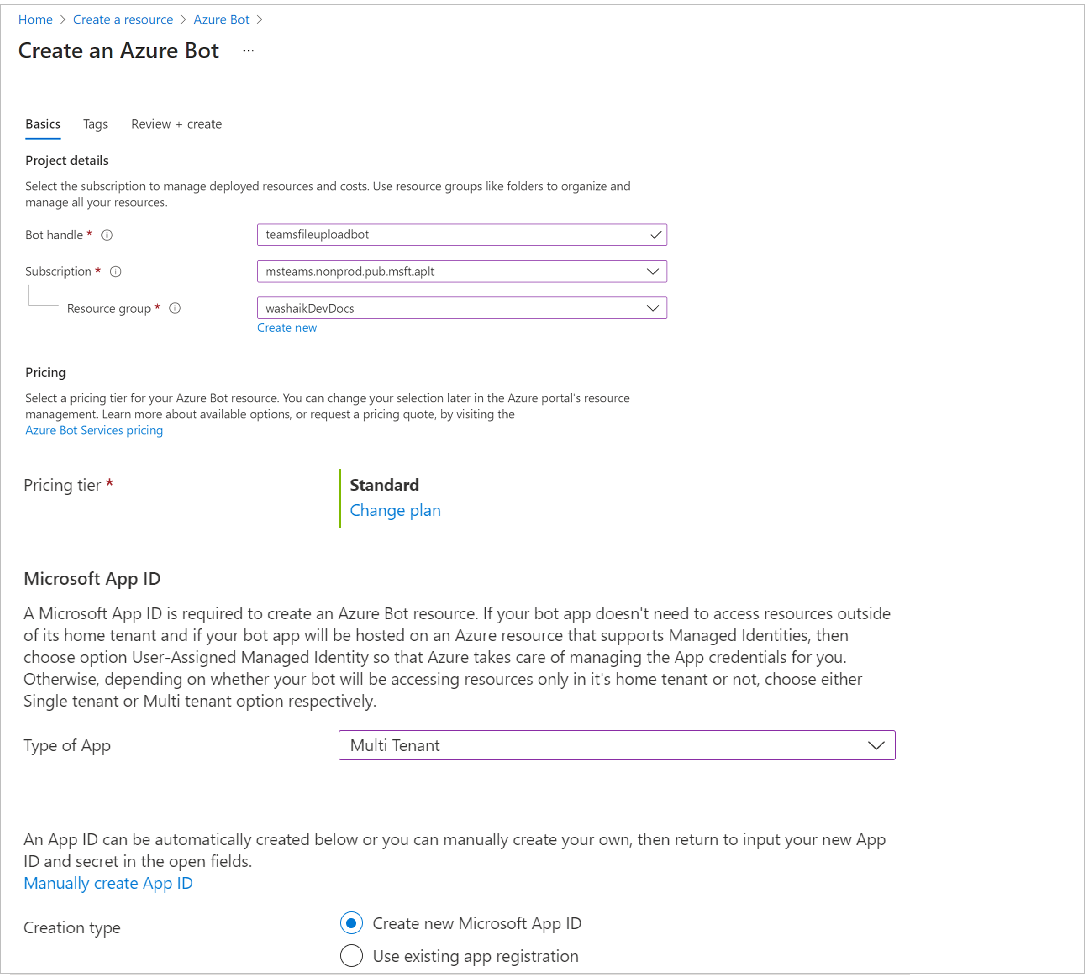 Home > Create a resource > Azure Bot >
Create an Azure Bot ...
Basics Tags Review + create
Project details
Select the subscription to manage deployed resources and costs. Use resource groups like folders to organize and
manage all your resources.
Bot handle * teamsfileuploadbot
Subscription * msteams.nonprod.pub.msft.aplt
Resource group * washaikDevDocs
Create new
Pricing
Select a pricing tier for your Azure Bot resource. You can change your selection later in the Azure portal's resource
management. Learn more about available options, or request a pricing quote, by visiting the
Azure Bot Services pricing
Pricing tier * Standard
Change plan
Microsoft App ID
A Microsoft App ID is required to create an Azure Bot resource. If your bot app doesn't need to access resources outside
of its home tenant and if your bot app will be hosted on an Azure resource that supports Managed Identities, then
choose option User-Assigned Managed Identity so that Azure takes care of managing the App credentials for you.
Otherwise, depending on whether your bot will be accessing resources only in it's home tenant or not, choose either
Single tenant or Multi tenant option respectively.
Type of App Multi Tenant
An App ID can be automatically created below or you can manually create your own, then return to input your new App
ID and secret in the open fields.
Manually create App ID
Creation type Create new Microsoft App ID
Use existing app registration